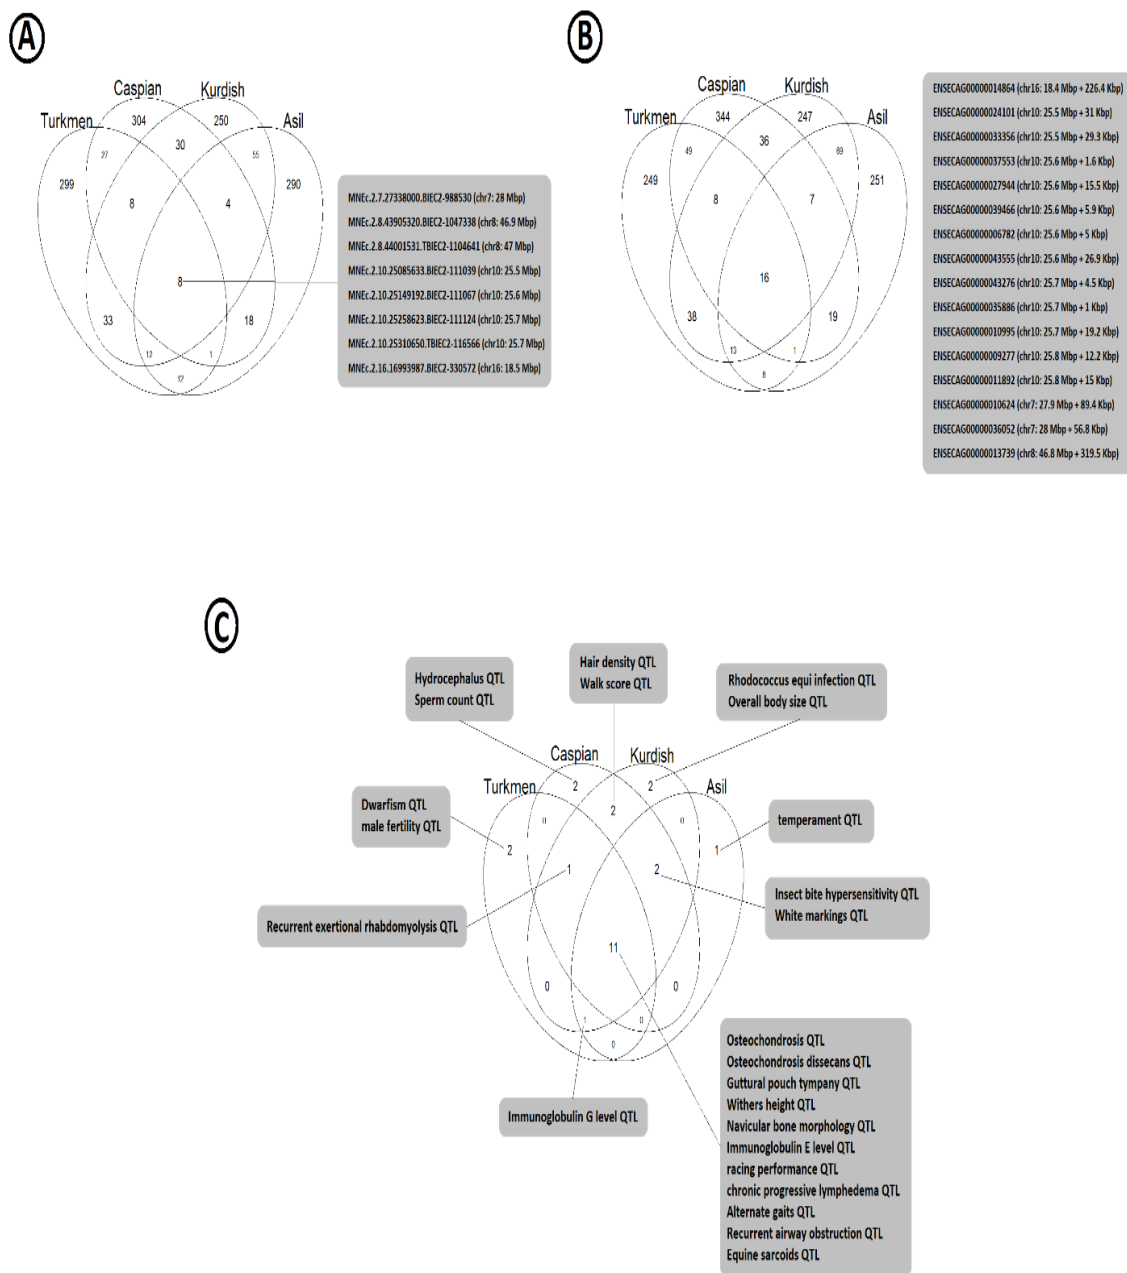 A
Caspian
Kurdish
Turkmen
Asil
304
250
30
27
55
299
290
8
4
8
33
18
12
1
12
MNEc.2.7.27338000.BIEC2-988530 (chr7: 28 Mbp)
MNEc.2.8.43905320.BIEC2-1047338 (chr8: 46.9 Mbp)
MNEc.2.8.44001531.TBIEC2-1104641 (chr8: 47 Mbp)
MNEc.2.10.25085633.BIEC2-111039 (chr10: 25.5 Mbp)
MNEc.2.10.25149192.BIEC2-111067 (chr10: 25.6 Mbp)
MNEc.2.10.25258623.BIEC2-111124 (chr10: 25.7 Mbp)
MNEc.2.10.25310650.TBIEC2-116566 (chr10: 25.7 Mbp)
MNEc.2.16.16993987.BIEC2-330572 (chr16: 18.5 Mbp)
B
Caspian
Kurdish
Turkmen
Asil
344
247
36
49
69
249
251
8
7
16
38
19
13
1
8
ENSECAG00000014864 (chr16: 18.4 Mbp + 226.4 Kbp)
ENSECAG00000024101 (chr10: 25.5 Mbp + 31 Kbp)
ENSECAG00000033356 (chr10: 25.5 Mbp + 29.3 Kbp)
ENSECAG00000037553 (chr10: 25.6 Mbp + 1.6 Kbp)
ENSECAG00000027944 (chr10: 25.6 Mbp + 15.5 Kbp)
ENSECAG00000039466 (chr10: 25.6 Mbp + 5.9 Kbp)
ENSECAG00000006782 (chr10: 25.6 Mbp + 5 Kbp)
ENSECAG00000043555 (chr10: 25.6 Mbp + 26.9 Kbp)
ENSECAG00000043276 (chr10: 25.7 Mbp + 4.5 Kbp)
ENSECAG00000035886 (chr10: 25.7 Mbp + 1 Kbp)
ENSECAG00000010995 (chr10: 25.7 Mbp + 19.2 Kbp)
ENSECAG00000009277 (chr10: 25.8 Mbp + 12.2 Kbp)
ENSECAG00000011892 (chr10: 25.8 Mbp + 15 Kbp)
ENSECAG00000010624 (chr7: 27.9 Mbp + 89.4 Kbp)
ENSECAG00000036052 (chr7: 28 Mbp + 56.8 Kbp)
ENSECAG00000013739 (chr8: 46.8 Mbp + 319.5 Kbp)
C
Hydrocephalus QTL
Sperm count QTL
Hair density QTL
Walk score QTL
Rhodococcus equi infection QTL
Overall body size QTL
Caspian
Kurdish
Turkmen
Asil
Dwarfism QTL
male fertility QTL
temperament QTL
2
2
2
0
0
2
1
1
2
Insect bite hypersensitivity QTL
White markings QTL
Recurrent exertional rhabdomyolysis QTL
11
0
0
1
0
0
Immunoglobulin G level QTL
Osteochondrosis QTL
Osteochondrosis dissecans QTL
Guttural pouch tympany QTL
Withers height QTL
Navicular bone morphology QTL
Immunoglobulin E level QTL
racing performance QTL
chronic progressive lymphedema QTL
Alternate gaits QTL
Recurrent airway obstruction QTL
Equine sarcoids QTL